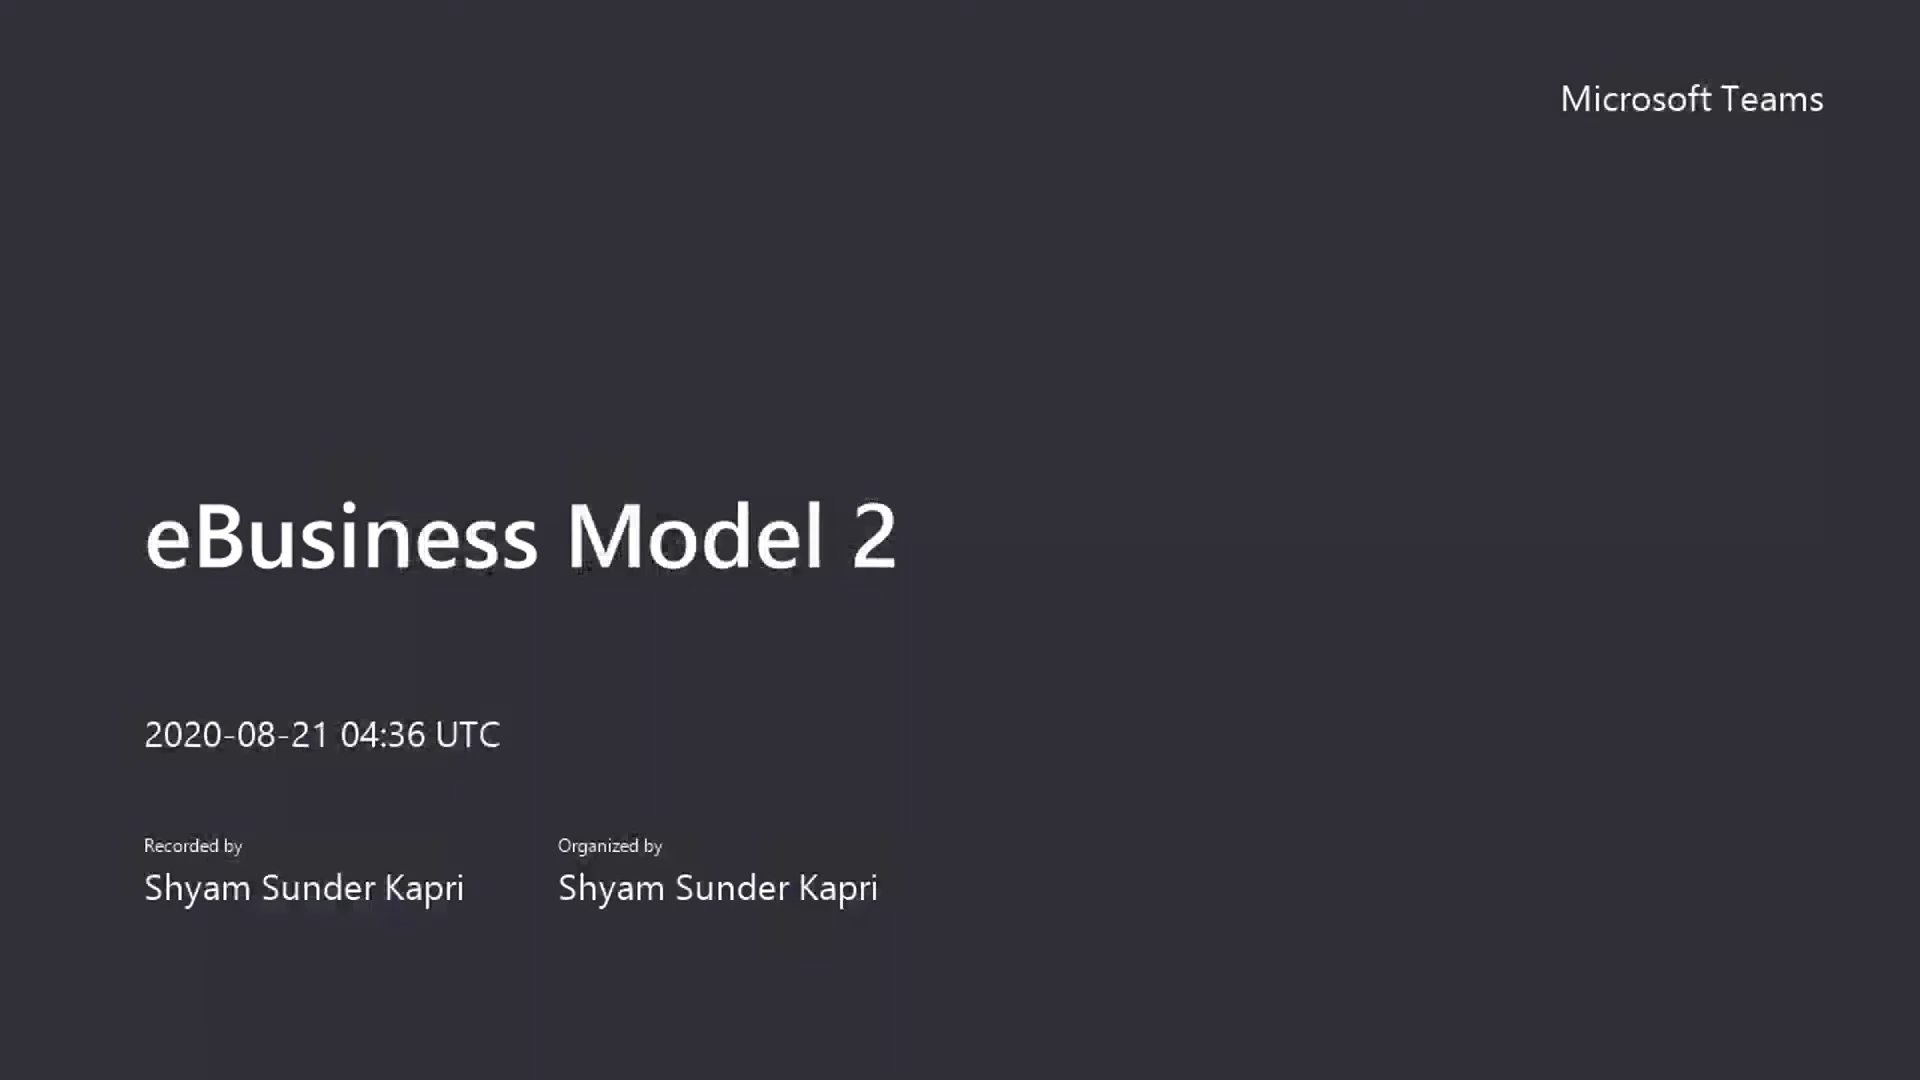 Microsoft Teams
eBusiness Model 2
2020-08-21 04:36 UTC
Recorded by
Shyam Sunder Kapri
Organized by
Shyam Sunder Kapri